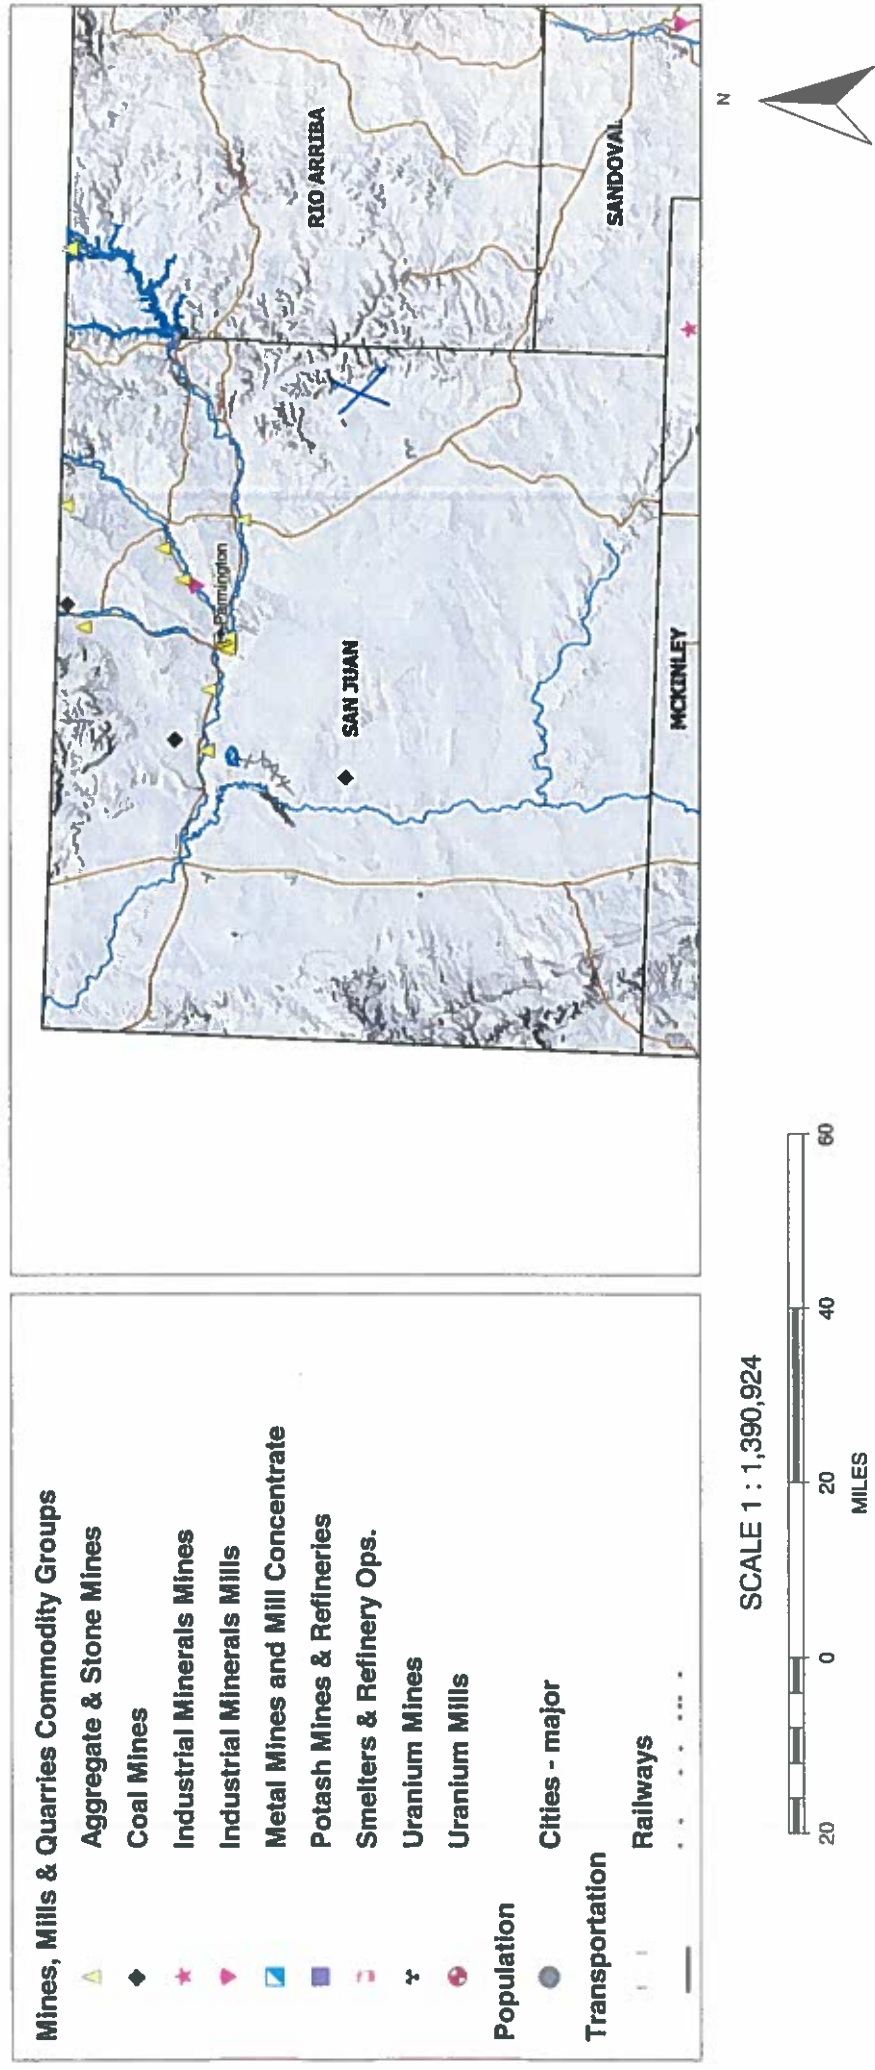 Mines, Mills & Quarries Commodity Groups
Aggregate & Stone Mines
Coal Mines
Industrial Minerals Mines
Industrial Minerals Mills
Metal Mines and Mill Concentrate
Potash Mines & Refineries
Smelters & Refinery Ops.
Uranium Mines
Uranium Mills
Population
Cities - major
Transportation
Railways
Farmington
SAN JUAN
RIO ARRIBA
MCKINLEY
SANDOVAL
N
SCALE 1 : 1,390,924
20 0 20 40 60
MILES